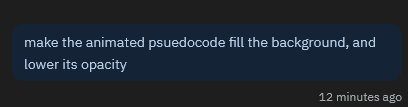 make the animated psuedocode fill the background, and
lower its opacity
12 minutes ago